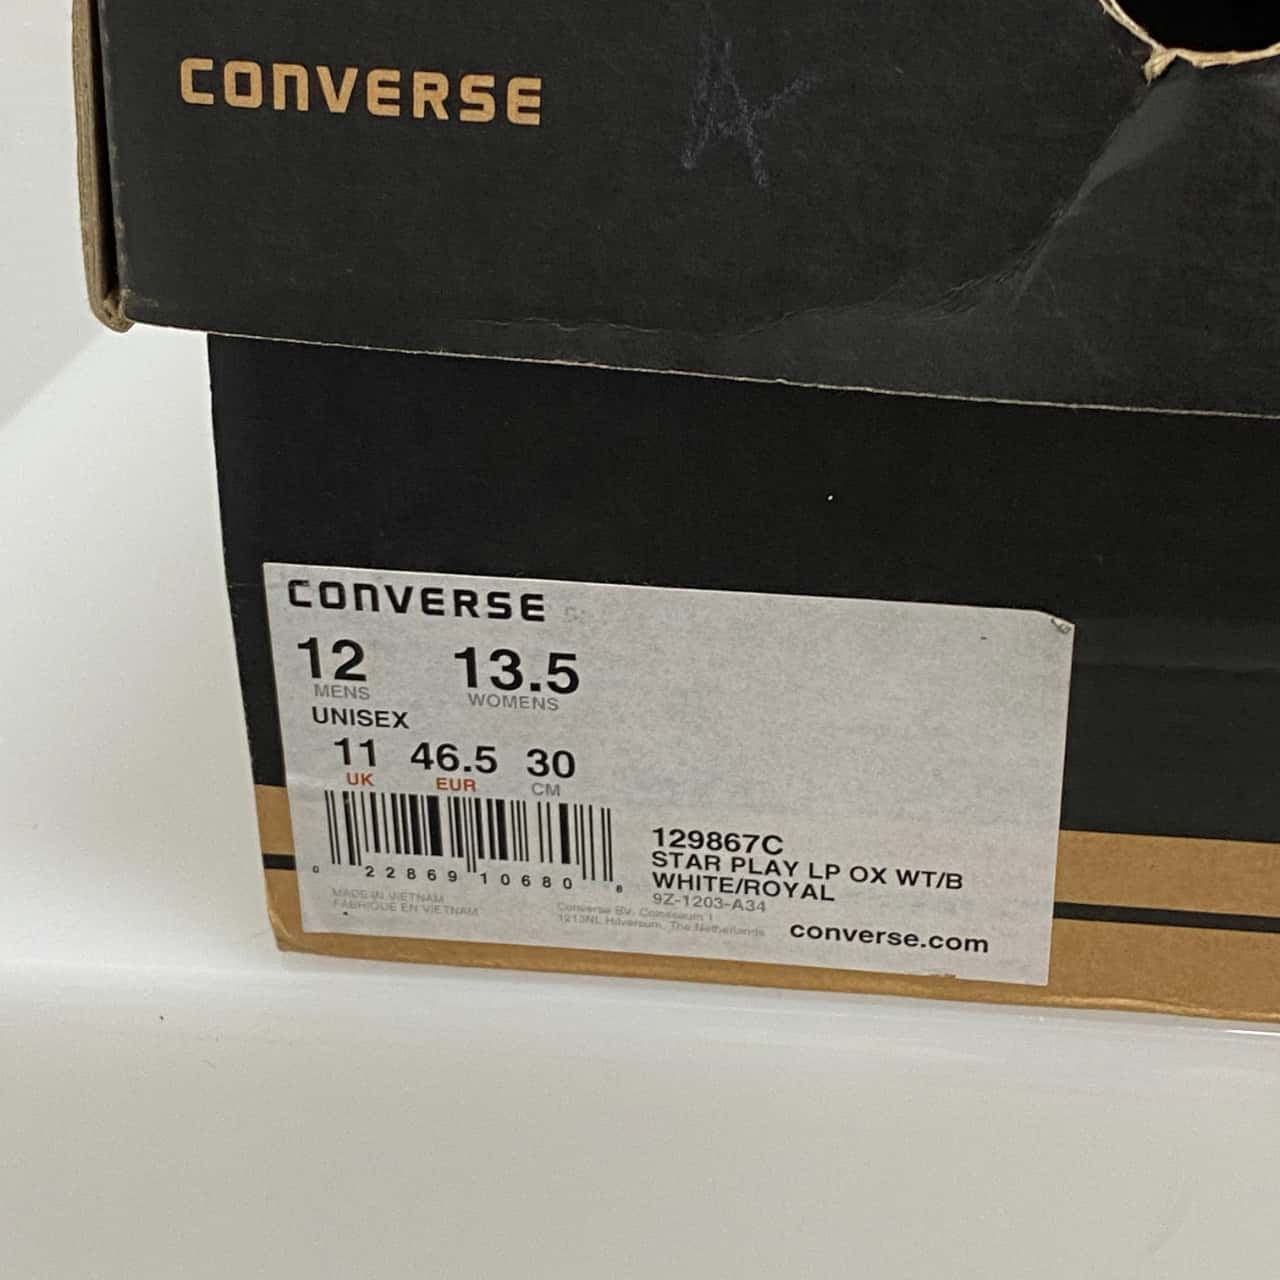 CONVERSE
CONVERSE
12 13.5
MENS WOMENS
UNISEX
11 46.5 30
UK EUR CM
0 22869 10680 8
129867C
STAR PLAY LP OX WT/B
WHITE/ROYAL
9Z-1203-A34
MADE IN VIETNAM
FABRIQUE EN VIETNAM
Converse BV. Colosseum 1
1213NL Hilversum, The Netherlands
converse.com